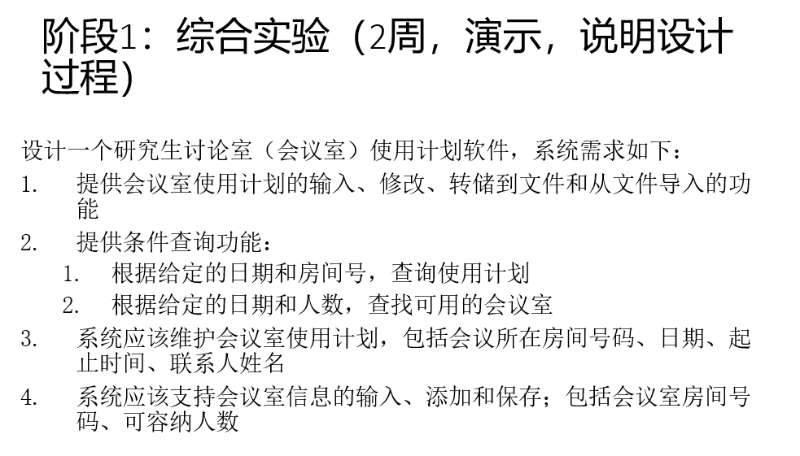 阶段1：综合实验（2周，演示，说明设计
过程）
设计一个研究生讨论室（会议室）使用计划软件，系统需求如下：
1. 提供会议室使用计划的输入、修改、转储到文件和从文件导入的功
能
2. 提供条件查询功能：
1. 根据给定的日期和房间号，查询使用计划
2. 根据给定的日期和人数，查找可用的会议室
3. 系统应该维护会议室使用计划，包括会议所在房间号码、日期、起
止时间、联系人姓名
4. 系统应该支持会议室信息的输入、添加和保存；包括会议室房间号
码、可容纳人数